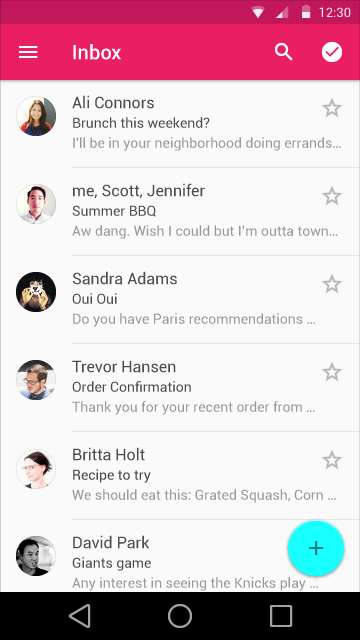 12:30
Inbox
Ali Connors
Brunch this weekend?
I'll be in your neighborhood doing errands…
me, Scott, Jennifer
Summer BBQ
Aw dang. Wish I could but I'm outta town…
Sandra Adams
Oui Oui
Do you have Paris recommendations …
Trevor Hansen
Order Confirmation
Thank you for your recent order from …
Britta Holt
Recipe to try
We should eat this: Grated Squash, Corn …
David Park
Giants game
Any interest in seeing the Knicks play …